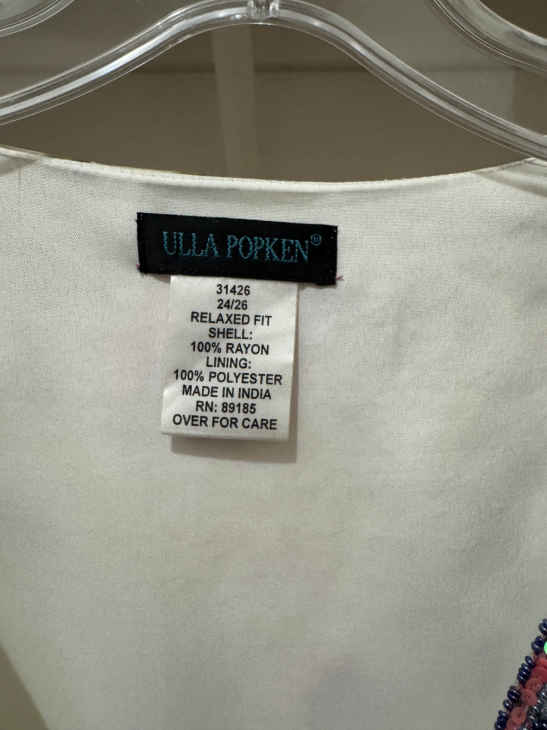 ULLA POPKEN®
31426
24/26
RELAXED FIT
SHELL:
100% RAYON
LINING:
100% POLYESTER
MADE IN INDIA
RN: 89185
OVER FOR CARE